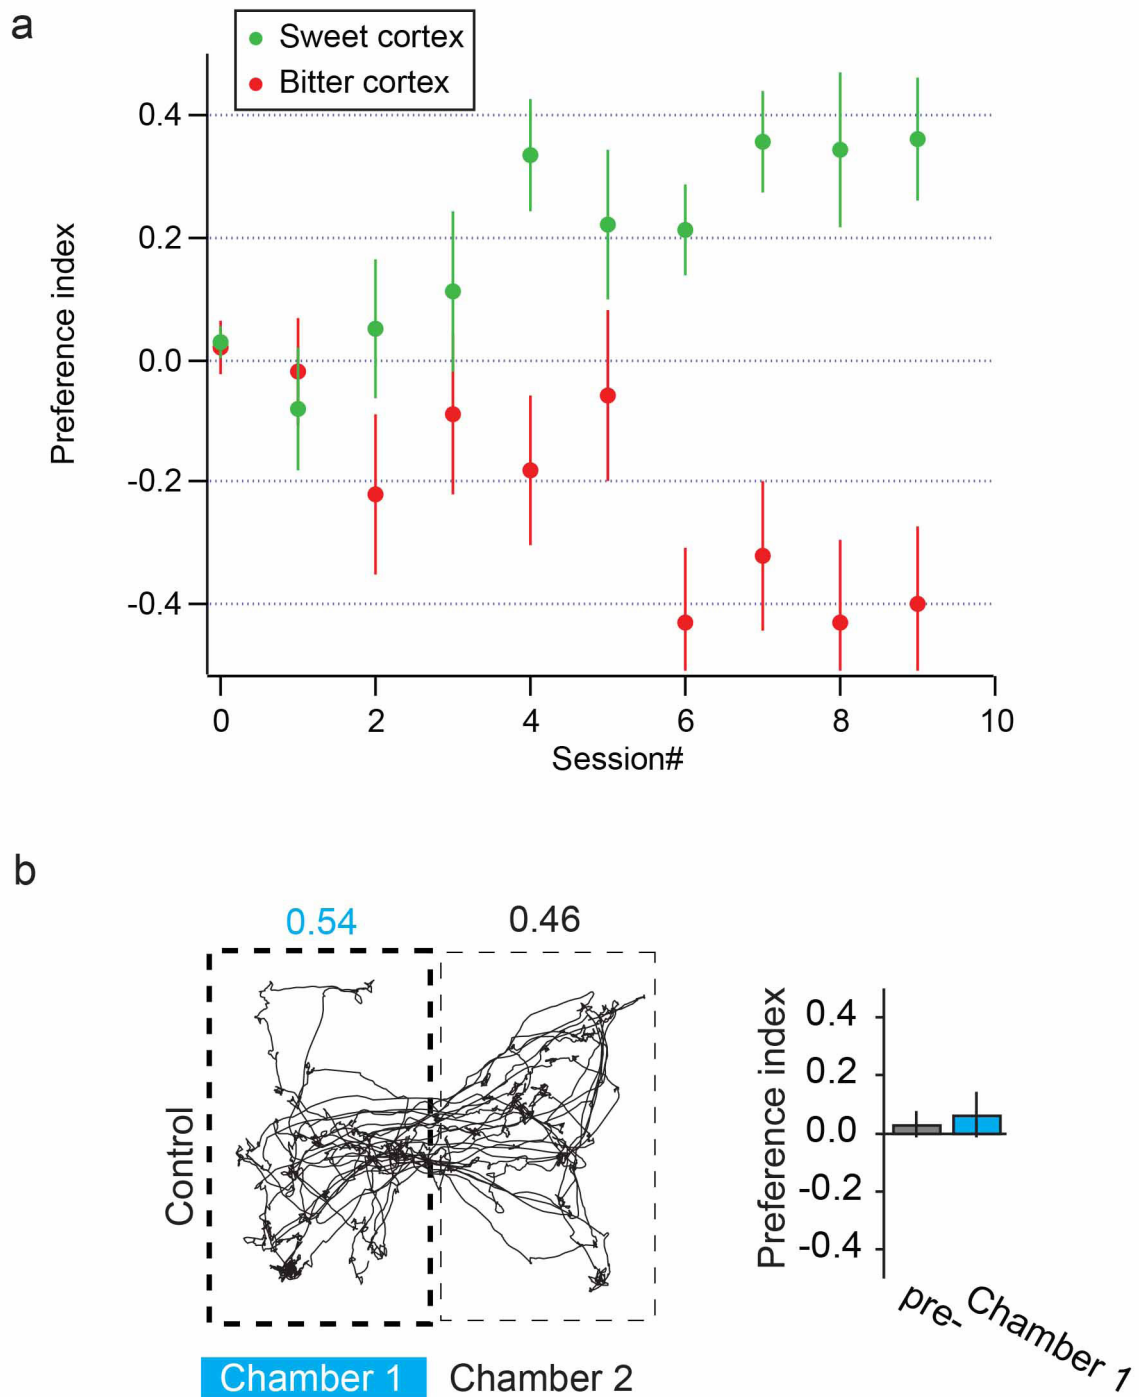 a
Sweet cortex
Bitter cortex
0.4
0.2
0.0
-0.2
-0.4
Preference index
0 2 4 6 8 10
Session#
b
0.54 0.46
Control
Chamber 1 Chamber 2
Preference index
0.4
0.2
0.0
-0.2
-0.4
pre- Chamber 1